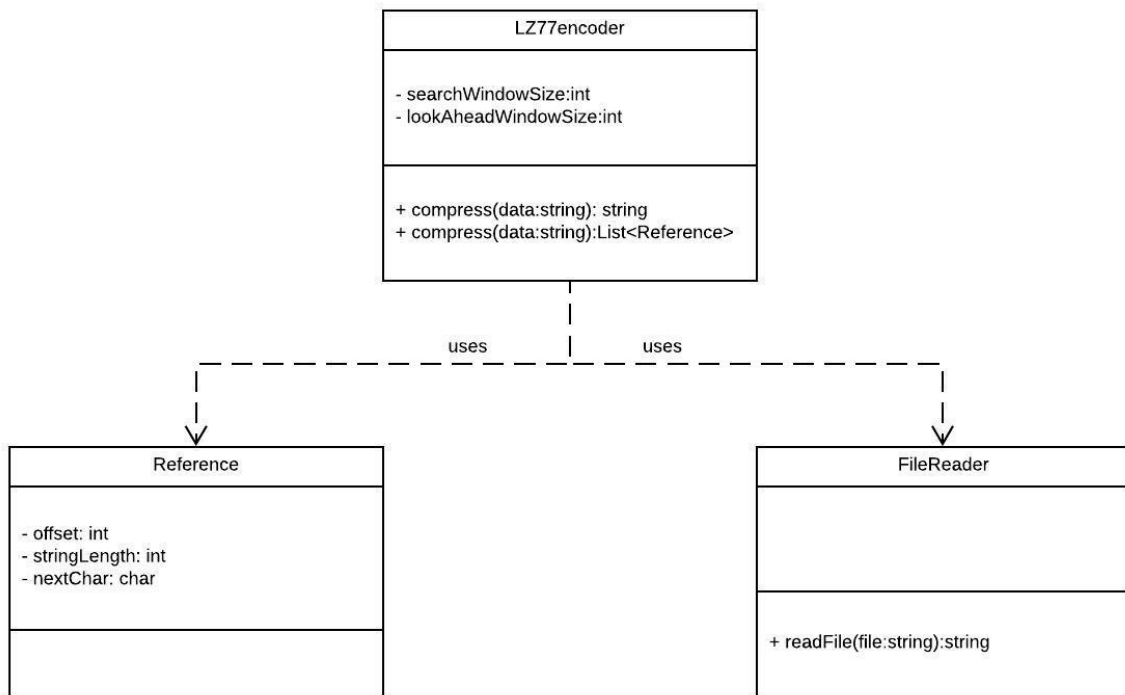 LZ77encoder
- searchWindowSize:int
- lookAheadWindowSize:int
+ compress(data:string): string
+ compress(data:string):List<Reference>
uses
uses
Reference
- offset: int
- stringLength: int
- nextChar: char
FileReader
+ readFile(file:string):string